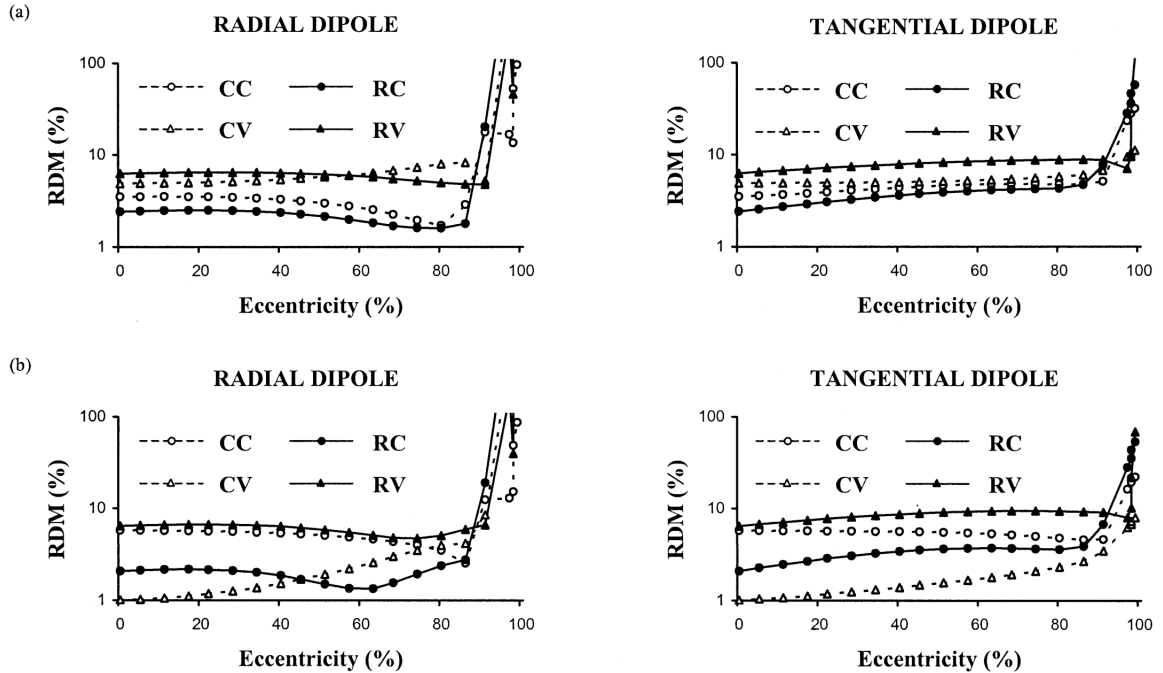 (a)
RADIAL DIPOLE
RDM (%)
100
10
1
CC
RC
CV
RV
0 20 40 60 80 100
Eccentricity (%)
TANGENTIAL DIPOLE
RDM (%)
100
10
1
CC
RC
CV
RV
0 20 40 60 80 100
Eccentricity (%)
(b)
RADIAL DIPOLE
RDM (%)
100
10
1
CC
RC
CV
RV
0 20 40 60 80 100
Eccentricity (%)
TANGENTIAL DIPOLE
RDM (%)
100
10
1
CC
RC
CV
RV
0 20 40 60 80 100
Eccentricity (%)